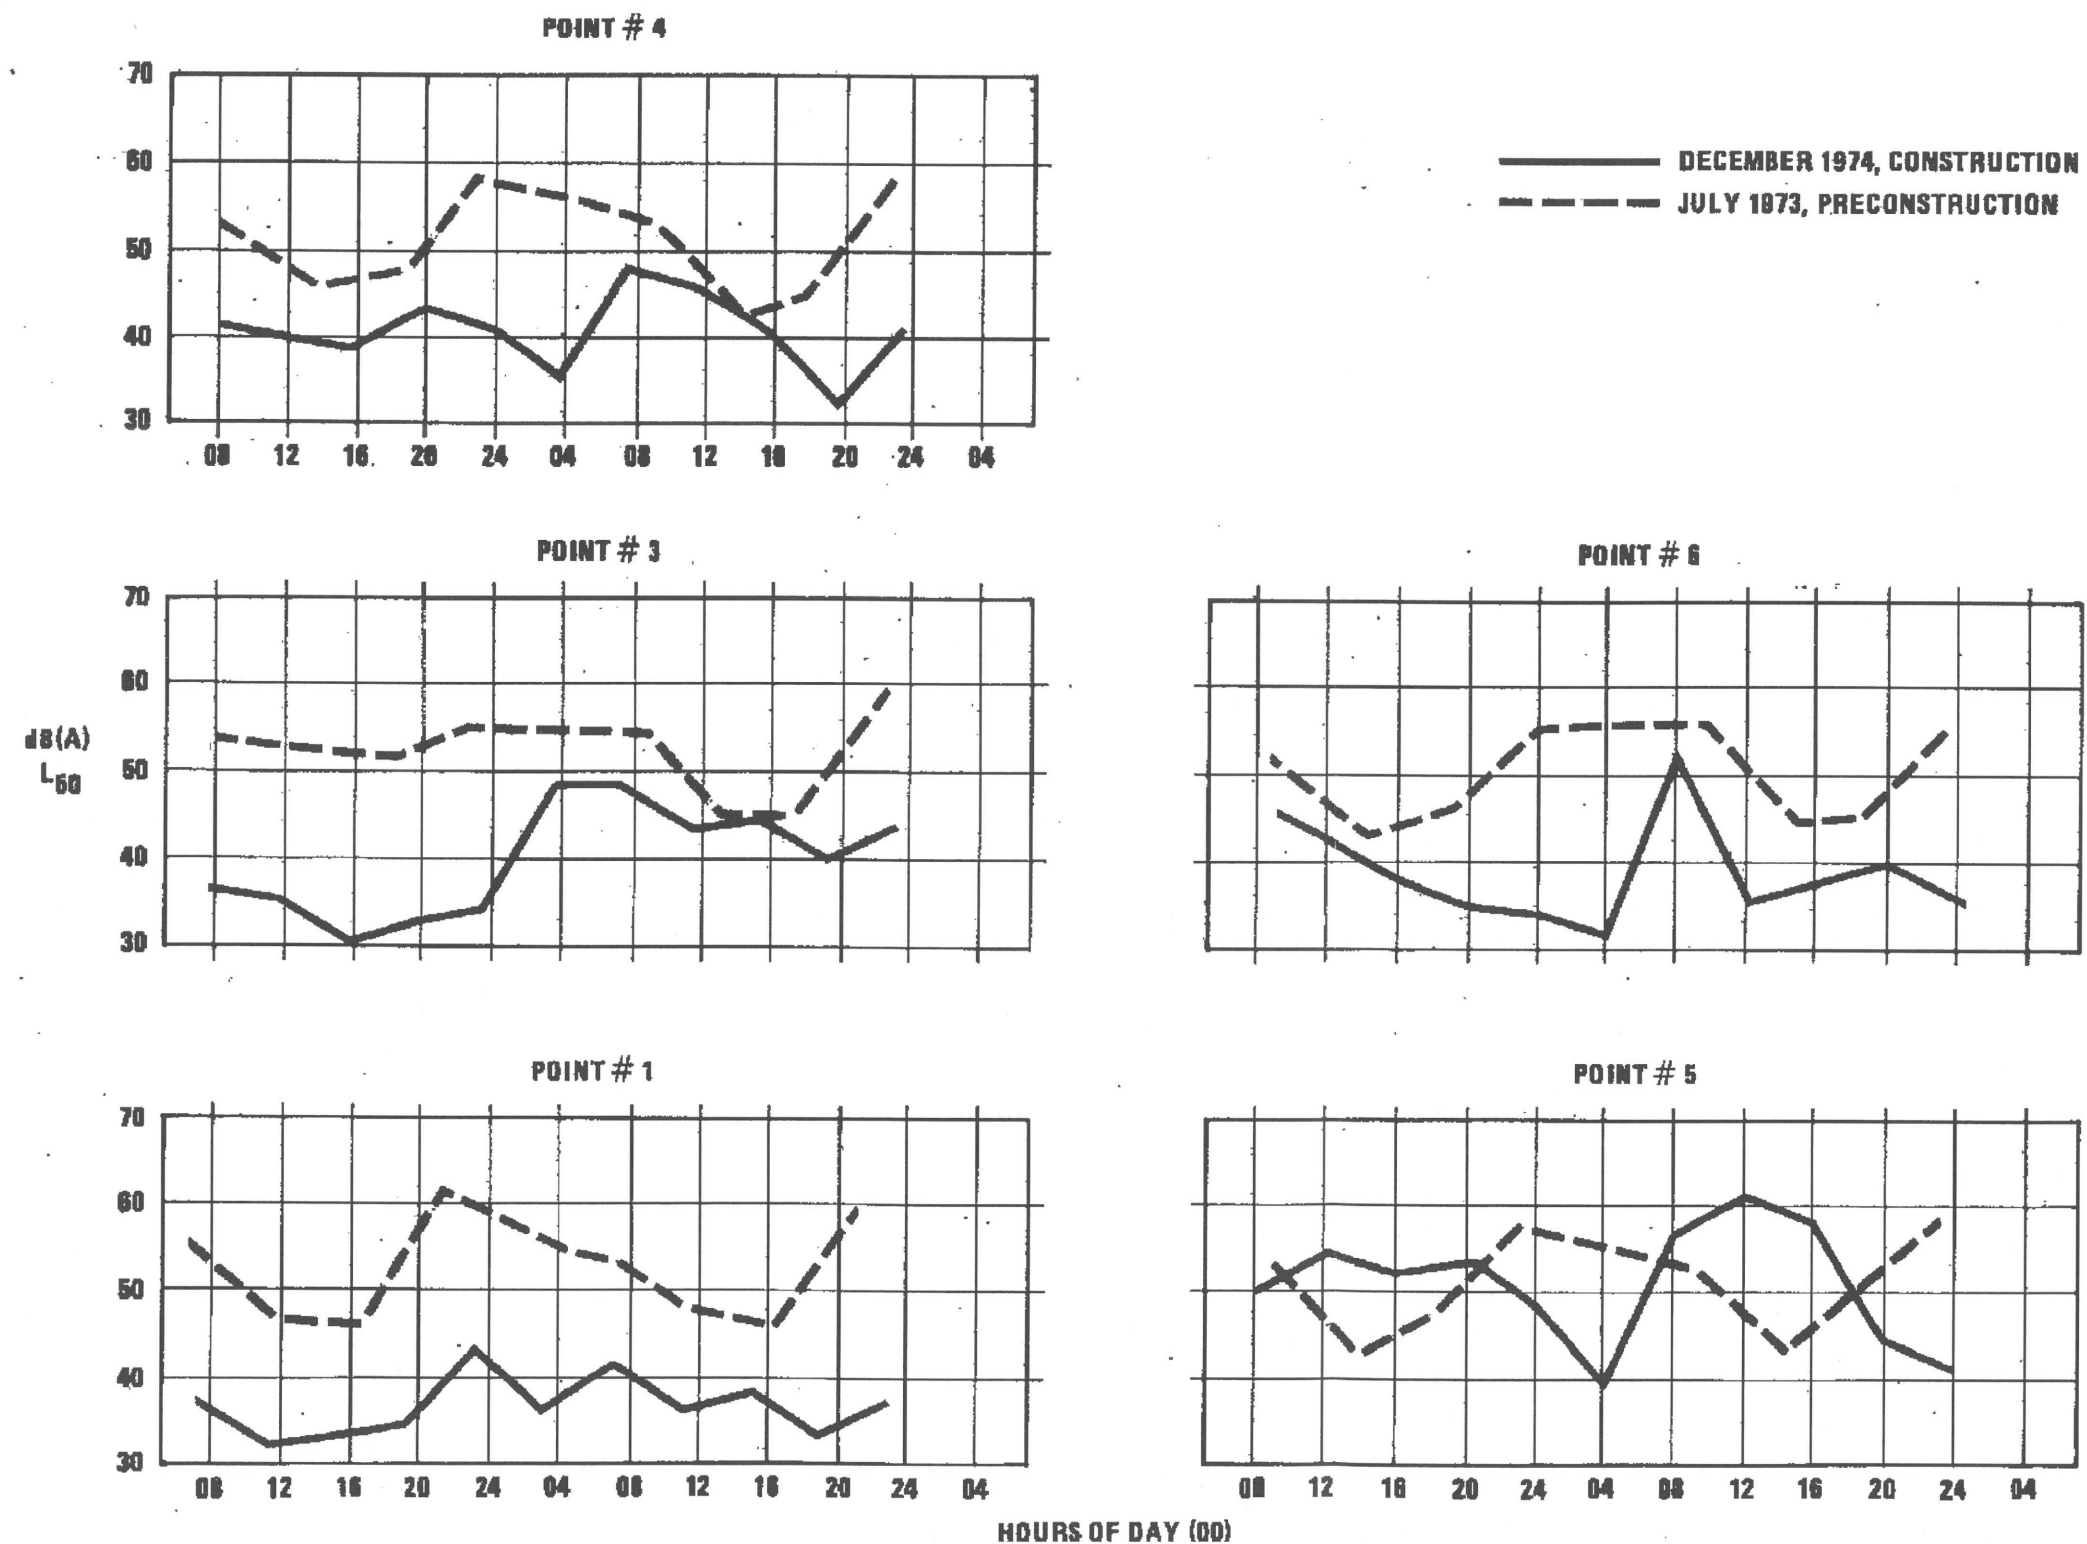 POINT # 4
70
60
50
40
30
08 12 16 20 24 04 08 12 16 20 24 04
DECEMBER 1974, CONSTRUCTION
JULY 1973, PRECONSTRUCTION
POINT # 3
70
60
50
40
30
dB(A)
L50
POINT # 6
POINT # 1
70
60
50
40
30
08 12 16 20 24 04 08 12 16 20 24 04
POINT # 5
08 12 16 20 24 04 08 12 16 20 24 04
HOURS OF DAY (00)